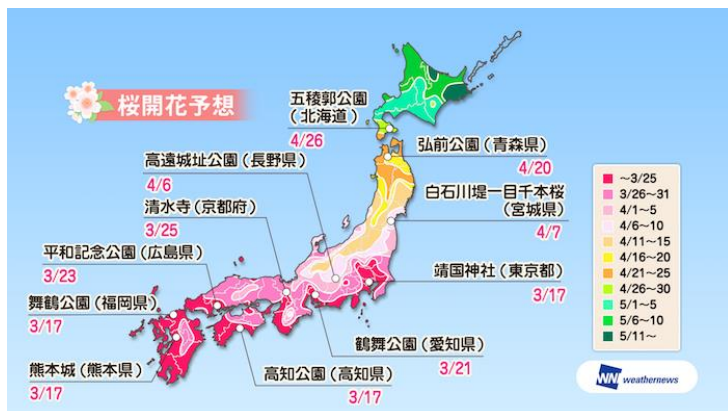 桜開花予想
五稜郭公園
(北海道)
4/26
弘前公園(青森県)
4/20
高遠城址公園(長野県)
4/6
白石川堤一目千本桜
(宮城県)
4/7
清水寺(京都府)
3/25
平和記念公園(広島県)
3/23
靖国神社(東京都)
3/17
舞鶴公園(福岡県)
3/17
鶴舞公園(愛知県)
3/21
熊本城(熊本県)
3/17
高知公園(高知県)
3/17
~3/25
3/26~31
4/1~5
4/6~10
4/11~15
4/16~20
4/21~25
4/26~30
5/1~5
5/6~10
5/11~
WN weathernews